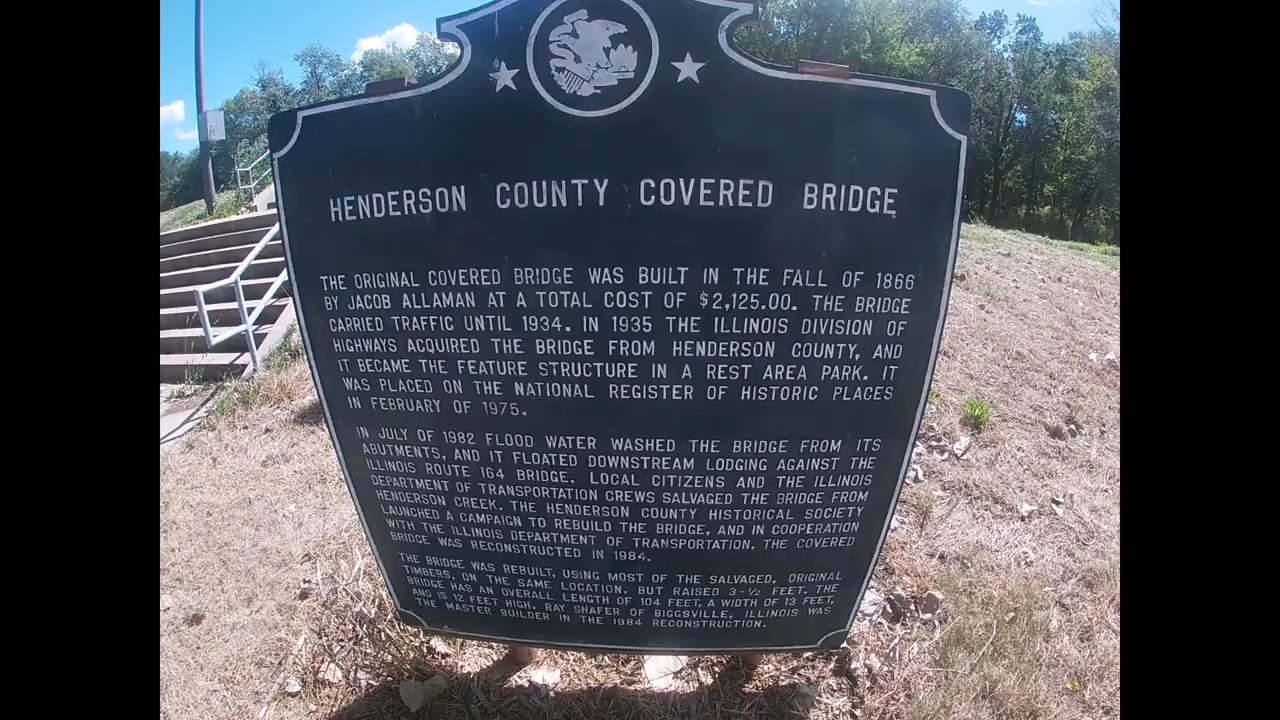 HENDERSON COUNTY COVERED BRIDGE
THE ORIGINAL COVERED BRIDGE WAS BUILT IN THE FALL OF 1866
BY JACOB ALLAMAN AT A TOTAL COST OF $2,125.00. THE BRIDGE
CARRIED TRAFFIC UNTIL 1934. IN 1935 THE ILLINOIS DIVISION OF
HIGHWAYS ACQUIRED THE BRIDGE FROM HENDERSON COUNTY, AND
IT BECAME THE FEATURE STRUCTURE IN A REST AREA PARK. IT
WAS PLACED ON THE NATIONAL REGISTER OF HISTORIC PLACES
IN FEBRUARY OF 1975.
IN JULY OF 1982 FLOOD WATER WASHED THE BRIDGE FROM ITS
ABUTMENTS, AND IT FLOATED DOWNSTREAM LODGING AGAINST THE
ILLINOIS ROUTE 164 BRIDGE. LOCAL CITIZENS AND THE ILLINOIS
DEPARTMENT OF TRANSPORTATION CREWS SALVAGED THE BRIDGE FROM
HENDERSON CREEK. THE HENDERSON COUNTY HISTORICAL SOCIETY
LAUNCHED A CAMPAIGN TO REBUILD THE BRIDGE, AND IN COOPERATION
WITH THE ILLINOIS DEPARTMENT OF TRANSPORTATION, THE COVERED
BRIDGE WAS RECONSTRUCTED IN 1984.
THE BRIDGE WAS REBUILT, USING MOST OF THE SALVAGED, ORIGINAL
TIMBERS, ON THE SAME LOCATION, BUT RAISED 3-½ FEET. THE
BRIDGE HAS AN OVERALL LENGTH OF 104 FEET, A WIDTH OF 13 FEET,
AND IS 12 FEET HIGH. RAY SHAFER OF BIGGSVILLE, ILLINOIS WAS
THE MASTER BUILDER IN THE 1984 RECONSTRUCTION.